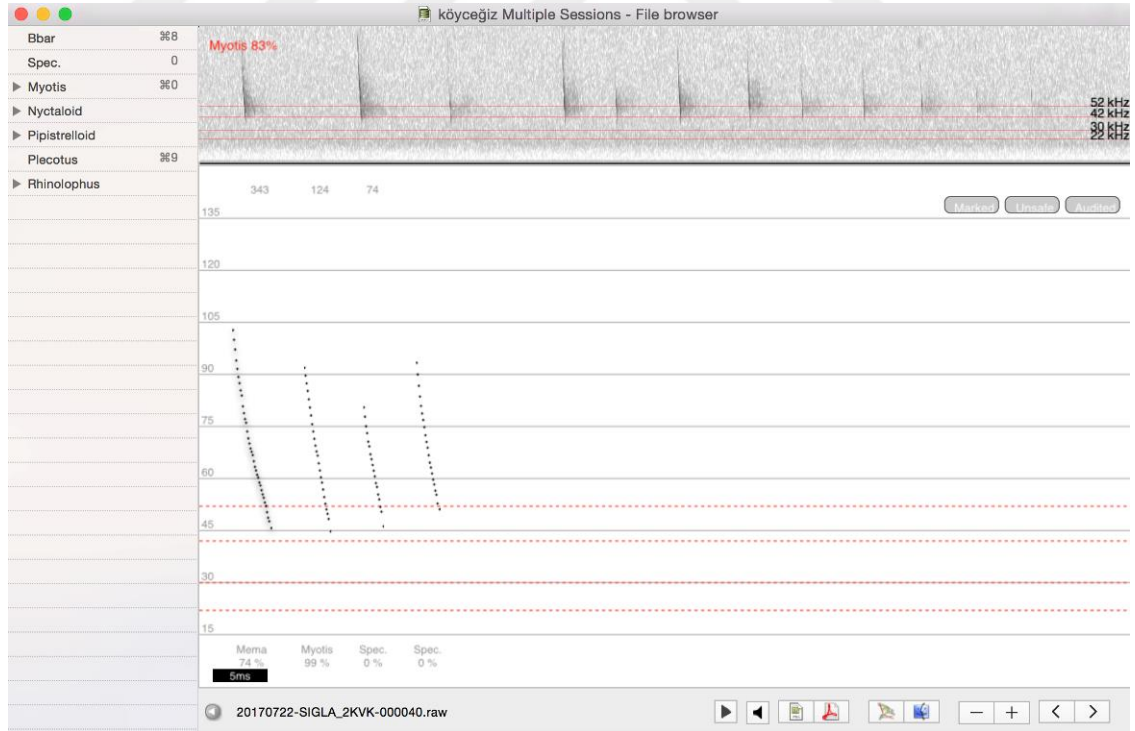 köyceğiz Multiple Sessions - File browser
Bbar ⌘8
Spec. 0
Myotis ⌘0
Nyctaloid
Pipistrelloid
Plecotus ⌘9
Rhinolophus
Myotis 83%
52 kHz
42 kHz
30 kHz
22 kHz
343 124 74
Marked Unsafe Audited
135
120
105
90
75
60
45
30
15
Mema Myotis Spec. Spec.
74 % 99 % 0 % 0 %
5ms
20170722-SIGLA_2KVK-000040.raw